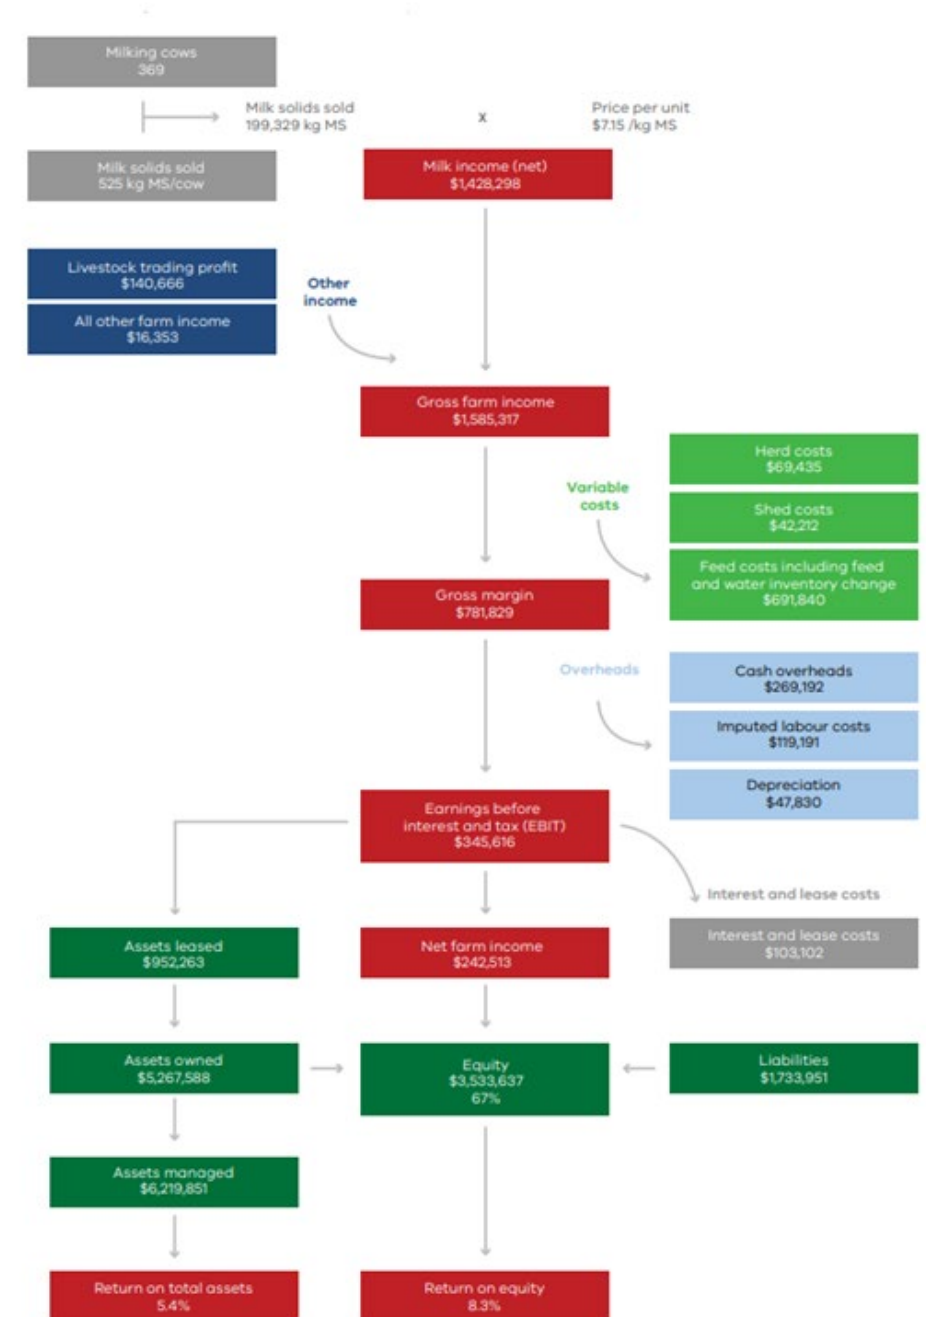 Milking cows
369
Milk solids sold
199,329 kg MS
x
Price per unit
$7.15 /kg MS
Milk solids sold
525 kg MS/cow
Milk income (net)
$1,428,298
Livestock trading profit
$140,666
All other farm income
$16,353
Other
income
Gross farm income
$1,585,317
Variable
costs
Herd costs
$69,435
Shed costs
$42,212
Feed costs including feed
and water inventory change
$691,840
Gross margin
$781,829
Overheads
Cash overheads
$269,192
Imputed labour costs
$119,191
Depreciation
$47,830
Earnings before
interest and tax (EBIT)
$345,616
Interest and lease costs
Interest and lease costs
$103,102
Assets leased
$952,263
Net farm income
$242,513
Assets owned
$5,267,588
Equity
$3,533,637
67%
Liabilities
$1,733,951
Assets managed
$6,219,851
Return on total assets
5.4%
Return on equity
8.3%